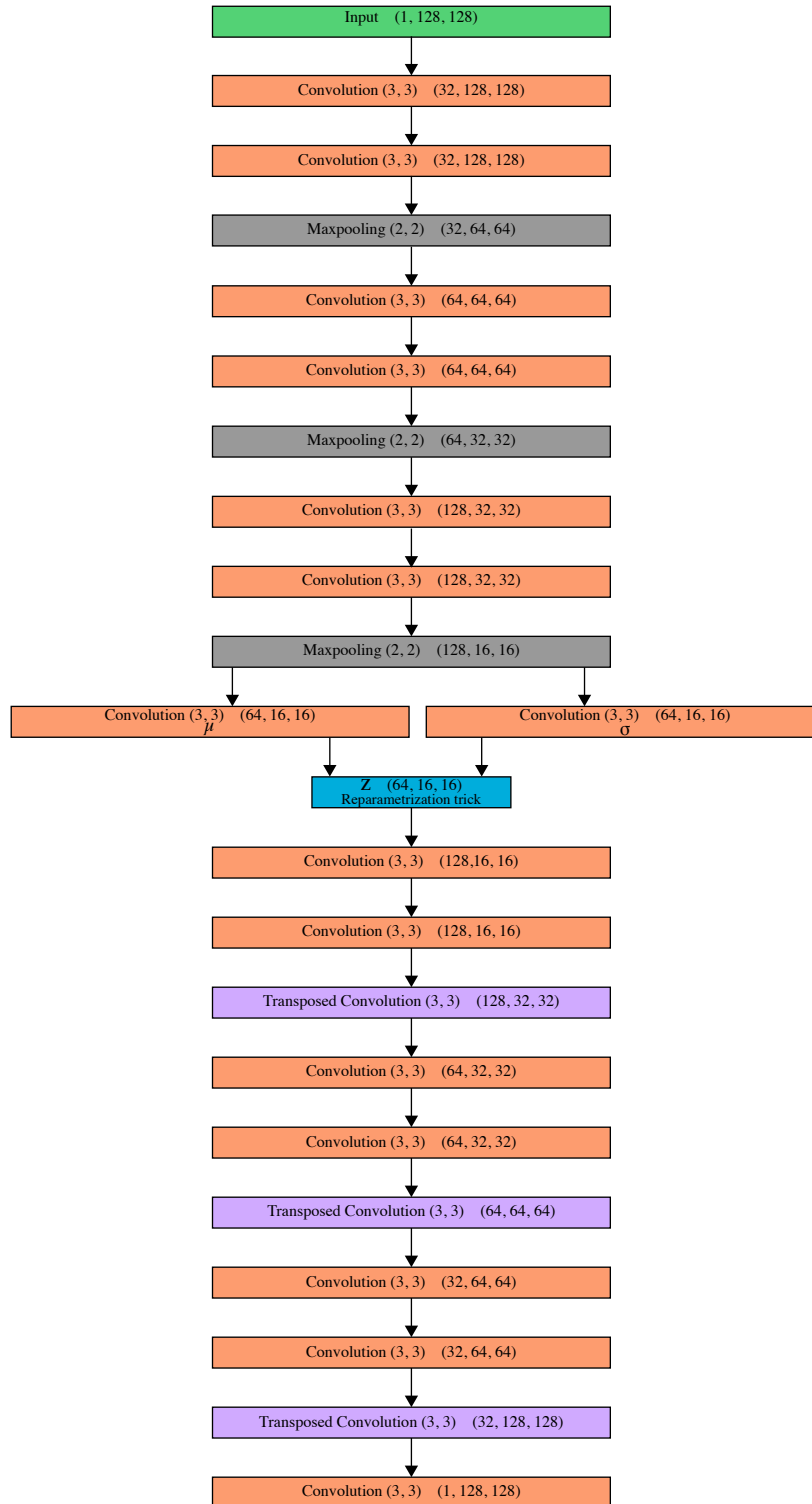 Input (1, 128, 128)
Convolution (3, 3) (32, 128, 128)
Convolution (3, 3) (32, 128, 128)
Maxpooling (2, 2) (32, 64, 64)
Convolution (3, 3) (64, 64, 64)
Convolution (3, 3) (64, 64, 64)
Maxpooling (2, 2) (64, 32, 32)
Convolution (3, 3) (128, 32, 32)
Convolution (3, 3) (128, 32, 32)
Maxpooling (2, 2) (128, 16, 16)
Convolution (3, 3) (64, 16, 16)
μ
Convolution (3, 3) (64, 16, 16)
σ
Z (64, 16, 16)
Reparametrization trick
Convolution (3, 3) (128,16, 16)
Convolution (3, 3) (128, 16, 16)
Transposed Convolution (3, 3) (128, 32, 32)
Convolution (3, 3) (64, 32, 32)
Convolution (3, 3) (64, 32, 32)
Transposed Convolution (3, 3) (64, 64, 64)
Convolution (3, 3) (32, 64, 64)
Convolution (3, 3) (32, 64, 64)
Transposed Convolution (3, 3) (32, 128, 128)
Convolution (3, 3) (1, 128, 128)